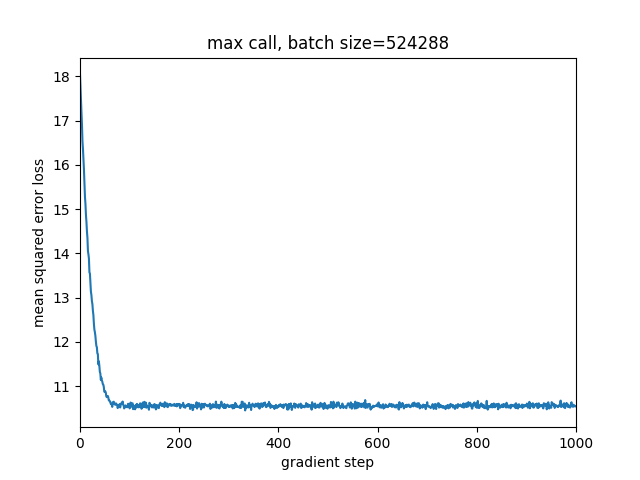 max call, batch size=524288
mean squared error loss
18
17
16
15
14
13
12
11
0 200 400 600 800 1000
gradient step